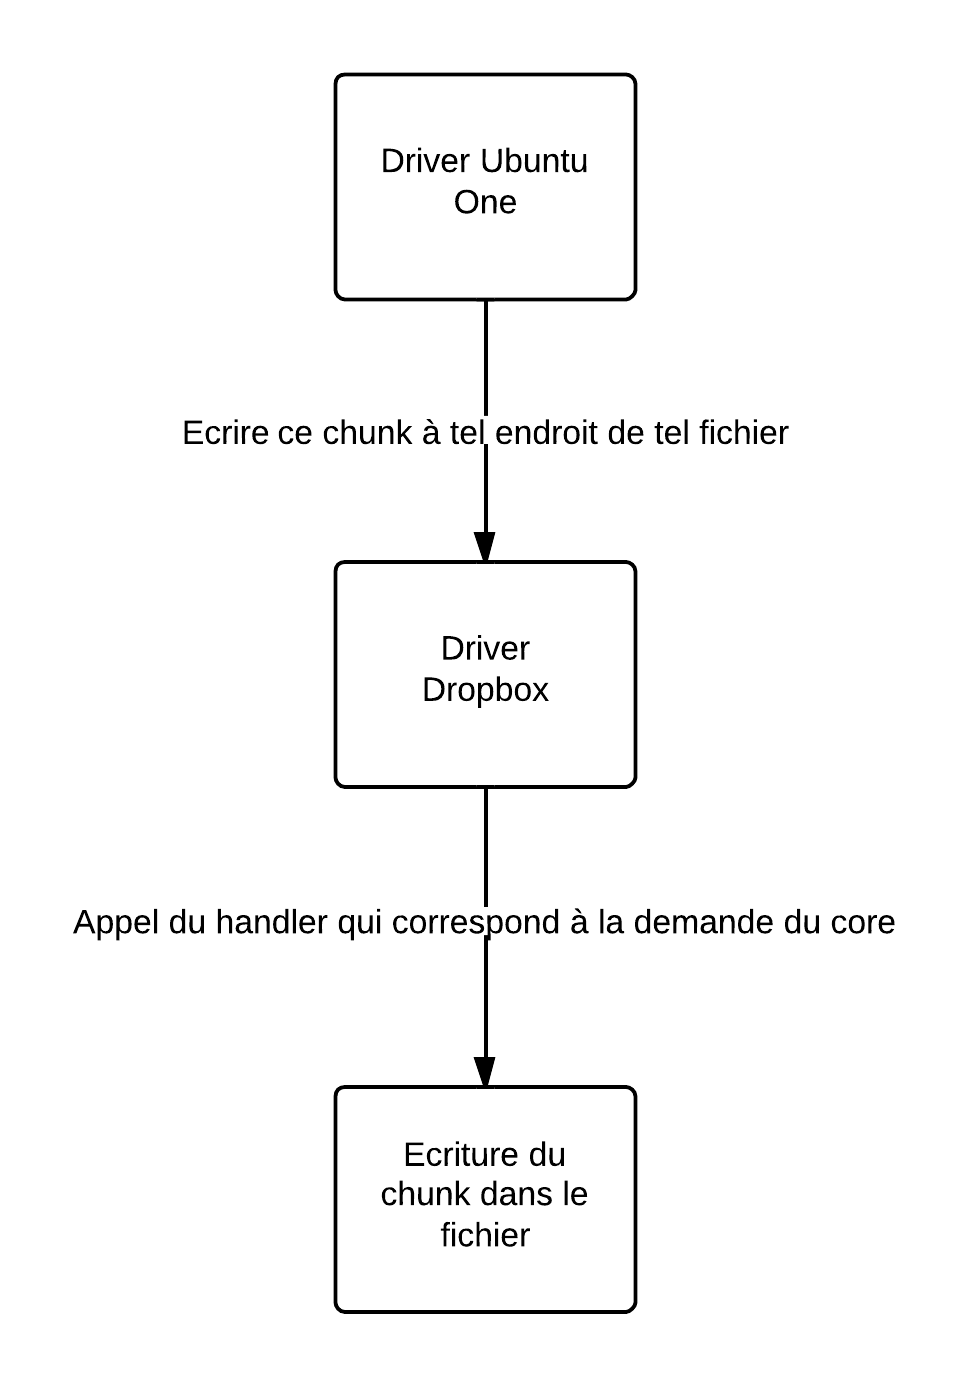 Driver Ubuntu
One
Ecrire ce chunk à tel endroit de tel fichier
Driver
Dropbox
Appel du handler qui correspond à la demande du core
Ecriture du
chunk dans le
fichier